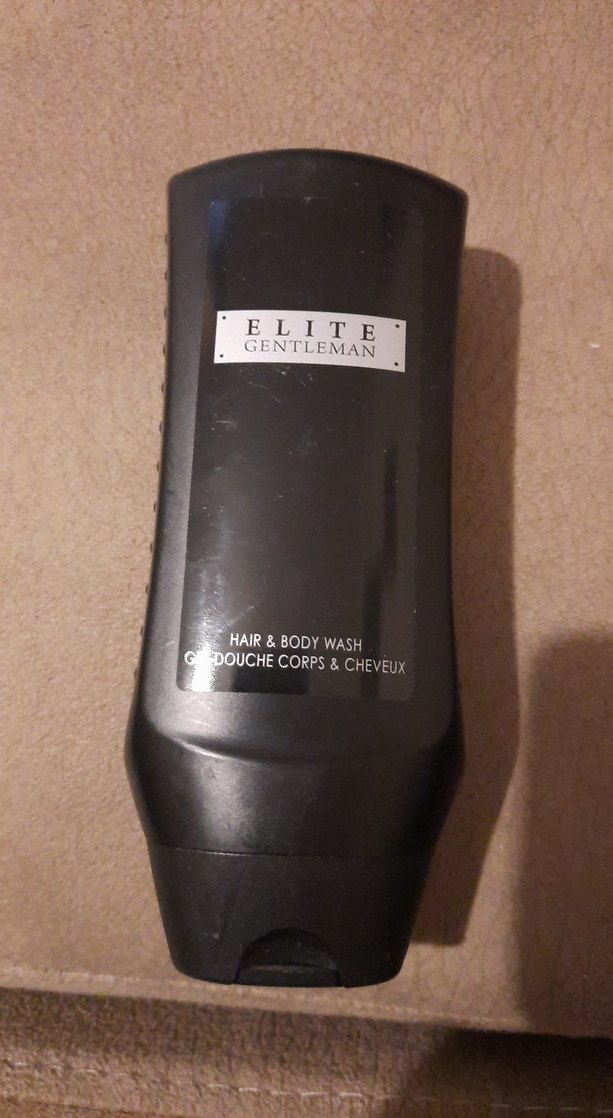 ELITE
GENTLEMAN
HAIR & BODY WASH
DOUCHE CORPS & CHEVEUX